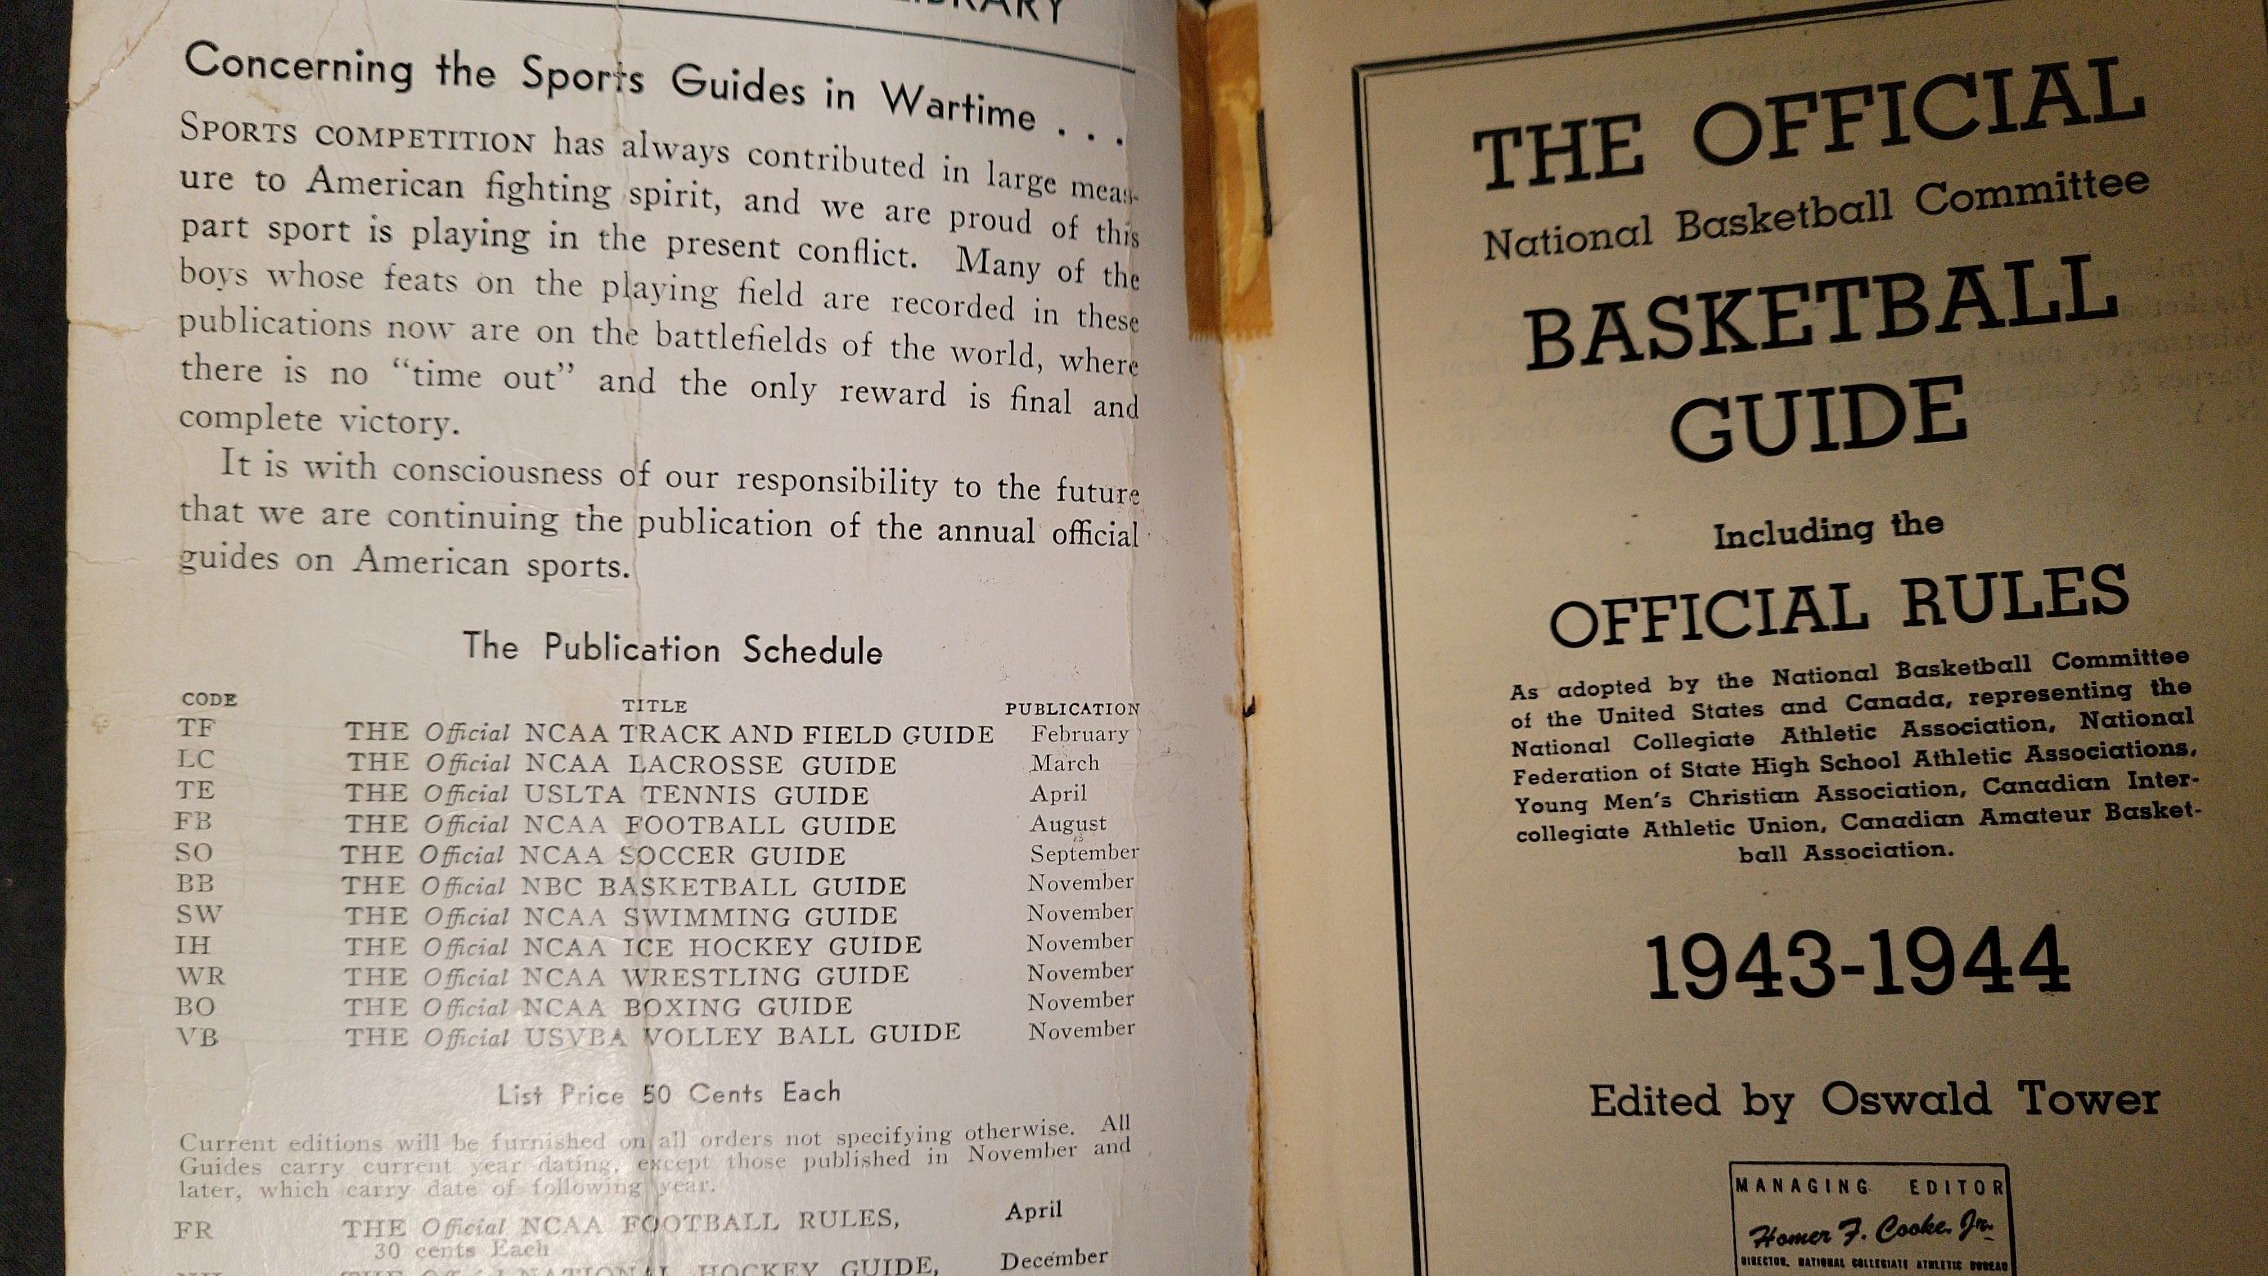 LIBRARY
Concerning the Sports Guides in Wartime . . .
SPORTS COMPETITION has always contributed in large meas-
ure to American fighting spirit, and we are proud of this
part sport is playing in the present conflict. Many of the
boys whose feats on the playing field are recorded in these
publications now are on the battlefields of the world, where
there is no “time out” and the only reward is final and
complete victory.
It is with consciousness of our responsibility to the future
that we are continuing the publication of the annual official
guides on American sports.
The Publication Schedule
CODE TITLE PUBLICATION
TF THE Official NCAA TRACK AND FIELD GUIDE February
LC THE Official NCAA LACROSSE GUIDE March
TE THE Official USLTA TENNIS GUIDE April
FB THE Official NCAA FOOTBALL GUIDE August
SO THE Official NCAA SOCCER GUIDE September
BB THE Official NBC BASKETBALL GUIDE November
SW THE Official NCAA SWIMMING GUIDE November
IH THE Official NCAA ICE HOCKEY GUIDE November
WR THE Official NCAA WRESTLING GUIDE November
BO THE Official NCAA BOXING GUIDE November
VB THE Official USVBA VOLLEY BALL GUIDE November
List Price 50 Cents Each
Current editions will be furnished on all orders not specifying otherwise. All
Guides carry current year dating, except those published in November and
later, which carry date of following year.
FR THE Official NCAA FOOTBALL RULES, April
30 cents Each
THE Official NATIONAL HOCKEY GUIDE, December
THE OFFICIAL
National Basketball Committee
BASKETBALL
GUIDE
Including the
OFFICIAL RULES
As adopted by the National Basketball Committee
of the United States and Canada, representing the
National Collegiate Athletic Association, National
Federation of State High School Athletic Associations,
Young Men's Christian Association, Canadian Inter-
collegiate Athletic Union, Canadian Amateur Basket-
ball Association.
1943-1944
Edited by Oswald Tower
MANAGING EDITOR
Homer F. Cooke, Jr.
DIRECTOR, NATIONAL COLLEGIATE ATHLETIC BUREAU